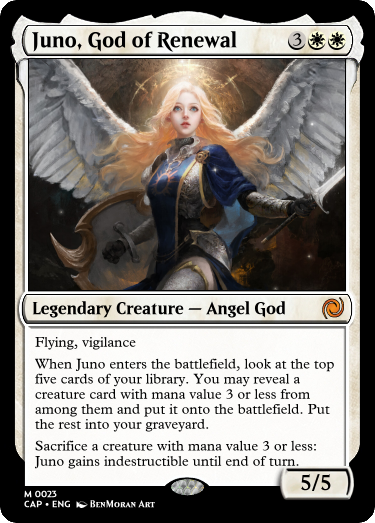 Juno, God of Renewal 3
Legendary Creature — Angel God
Flying, vigilance
When Juno enters the battlefield, look at the top
five cards of your library. You may reveal a
creature card with mana value 3 or less from
among them and put it onto the battlefield. Put
the rest into your graveyard.
Sacrifice a creature with mana value 3 or less:
Juno gains indestructible until end of turn.
5/5
M 0023
CAP • ENG BenMoran Art